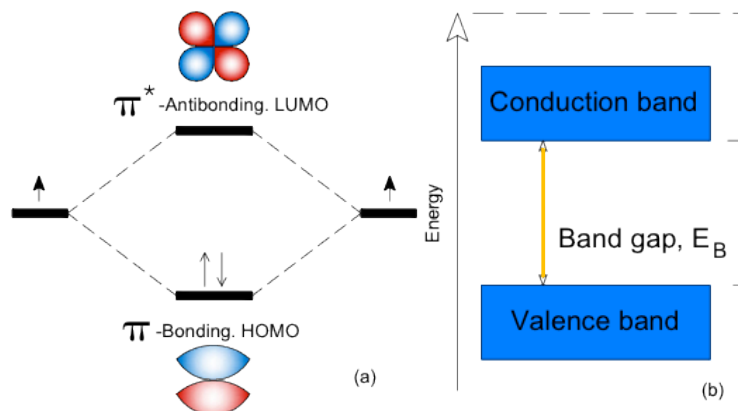 π* -Antibonding. LUMO
π -Bonding. HOMO
(a)
Energy
Conduction band
Band gap, E_B
Valence band
(b)